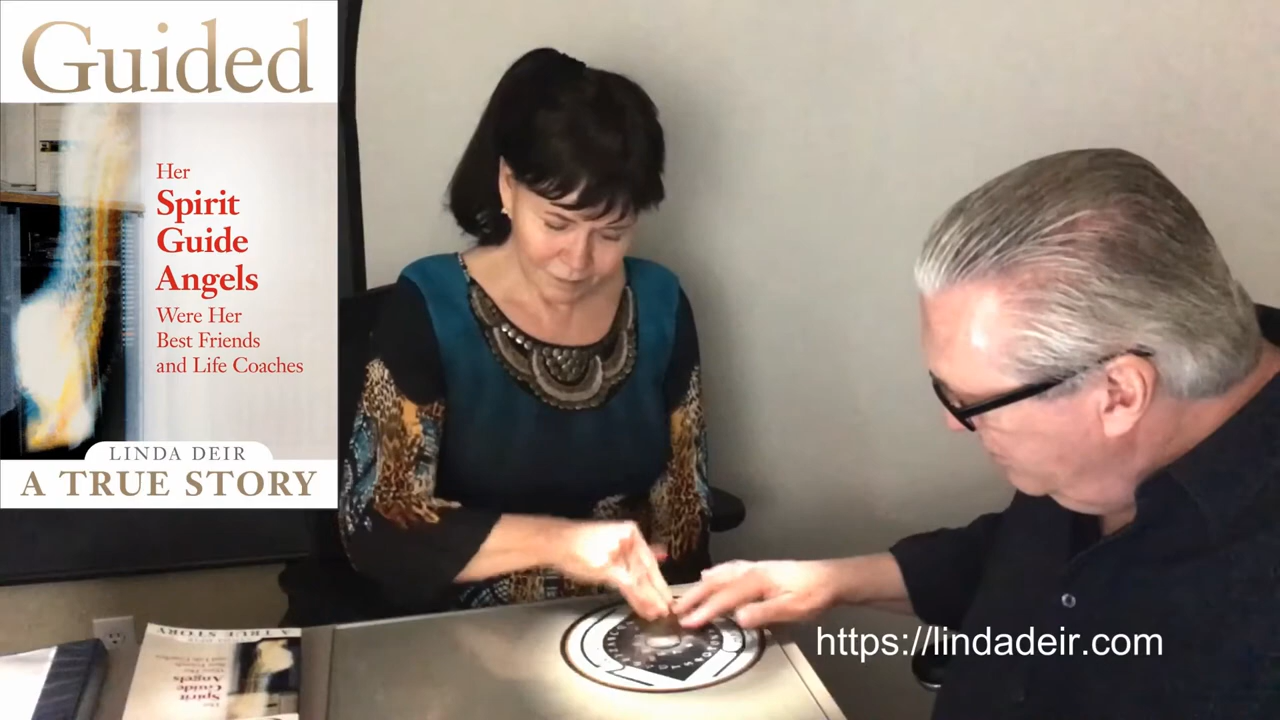 Guided
Her
Spirit
Guide
Angels
Were Her
Best Friends
and Life Coaches
LINDA DEIR
A TRUE STORY
https://lindadeir.com
A TRUE STORY
Her
Spirit
Guide
Angels